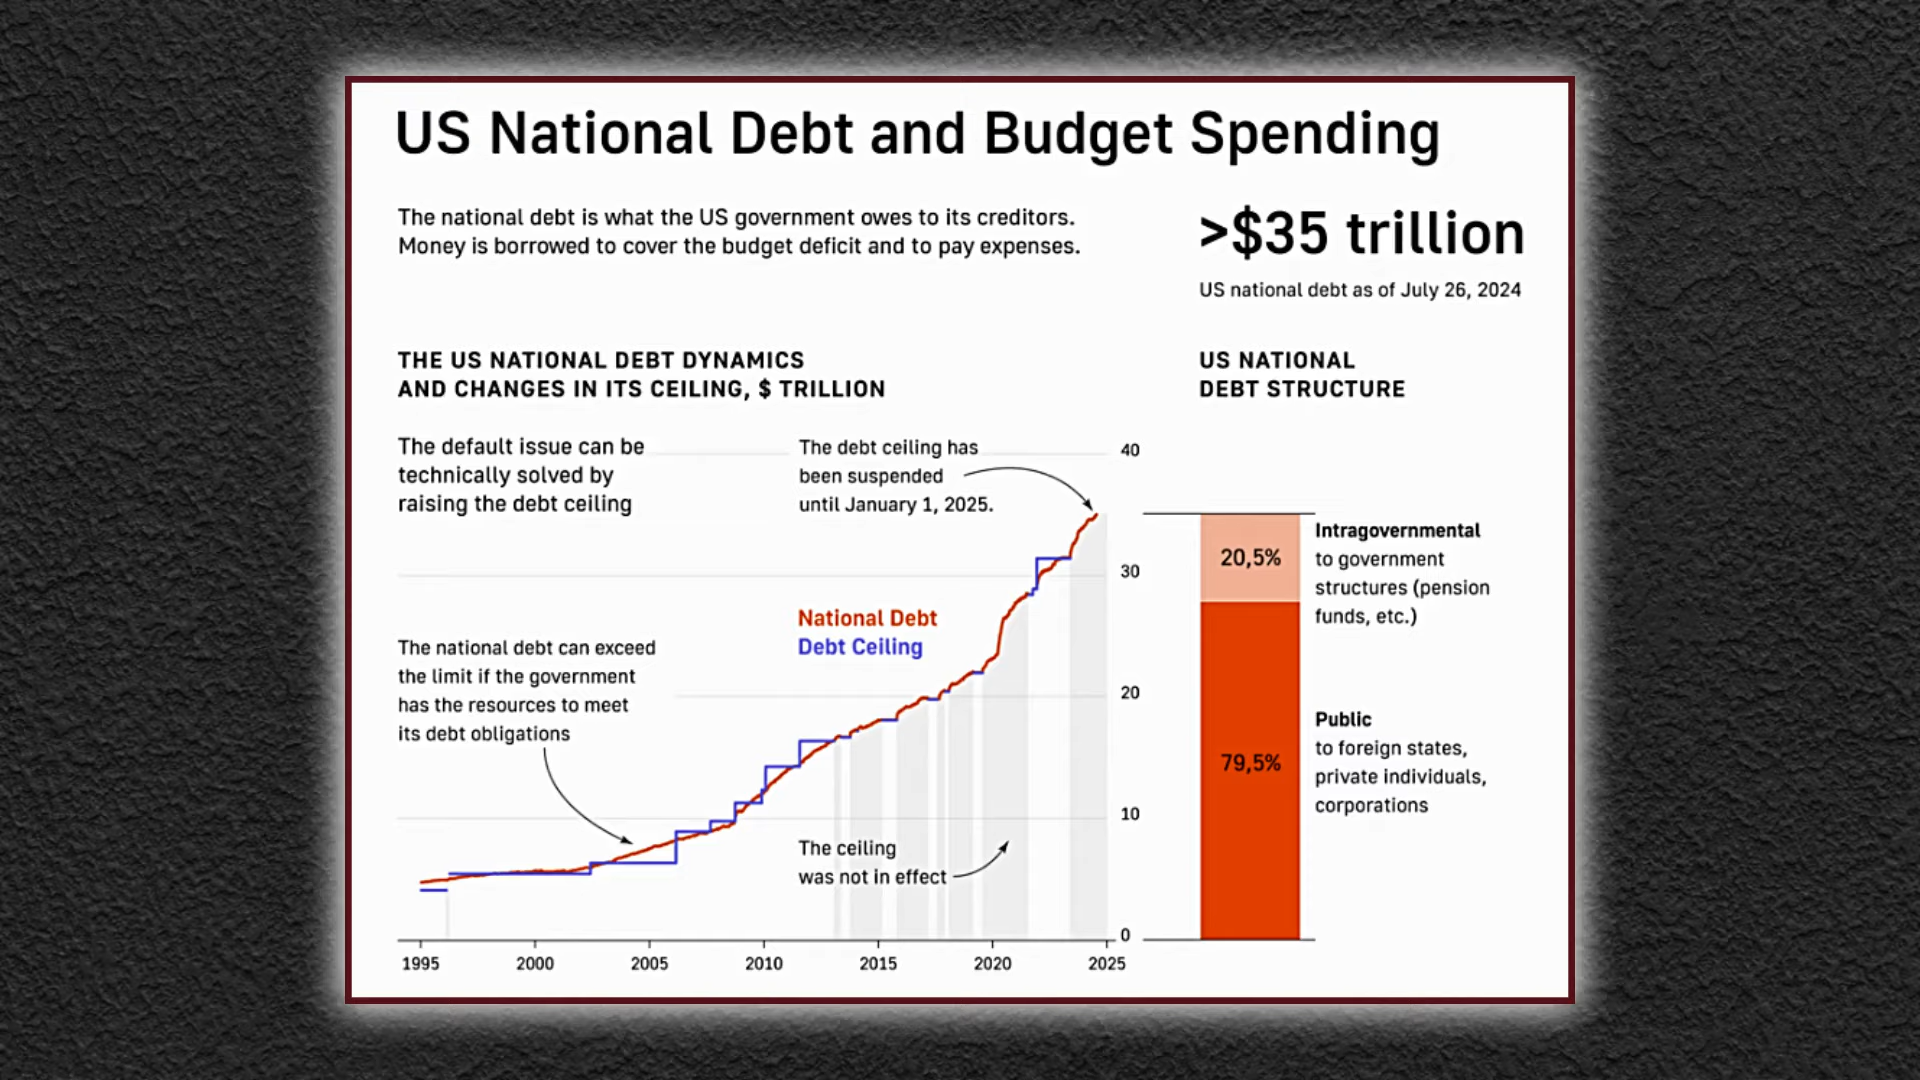 US National Debt and Budget Spending
The national debt is what the US government owes to its creditors.
Money is borrowed to cover the budget deficit and to pay expenses.
>$35 trillion
US national debt as of July 26, 2024
THE US NATIONAL DEBT DYNAMICS
AND CHANGES IN ITS CEILING, $ TRILLION
The default issue can be
technically solved by
raising the debt ceiling
The debt ceiling has
been suspended
until January 1, 2025.
National Debt
Debt Ceiling
The national debt can exceed
the limit if the government
has the resources to meet
its debt obligations
The ceiling
was not in effect
40
30
20
10
0
1995
2000
2005
2010
2015
2020
2025
US NATIONAL
DEBT STRUCTURE
20,5%
Intragovernmental
to government
structures (pension
funds, etc.)
79,5%
Public
to foreign states,
private individuals,
corporations